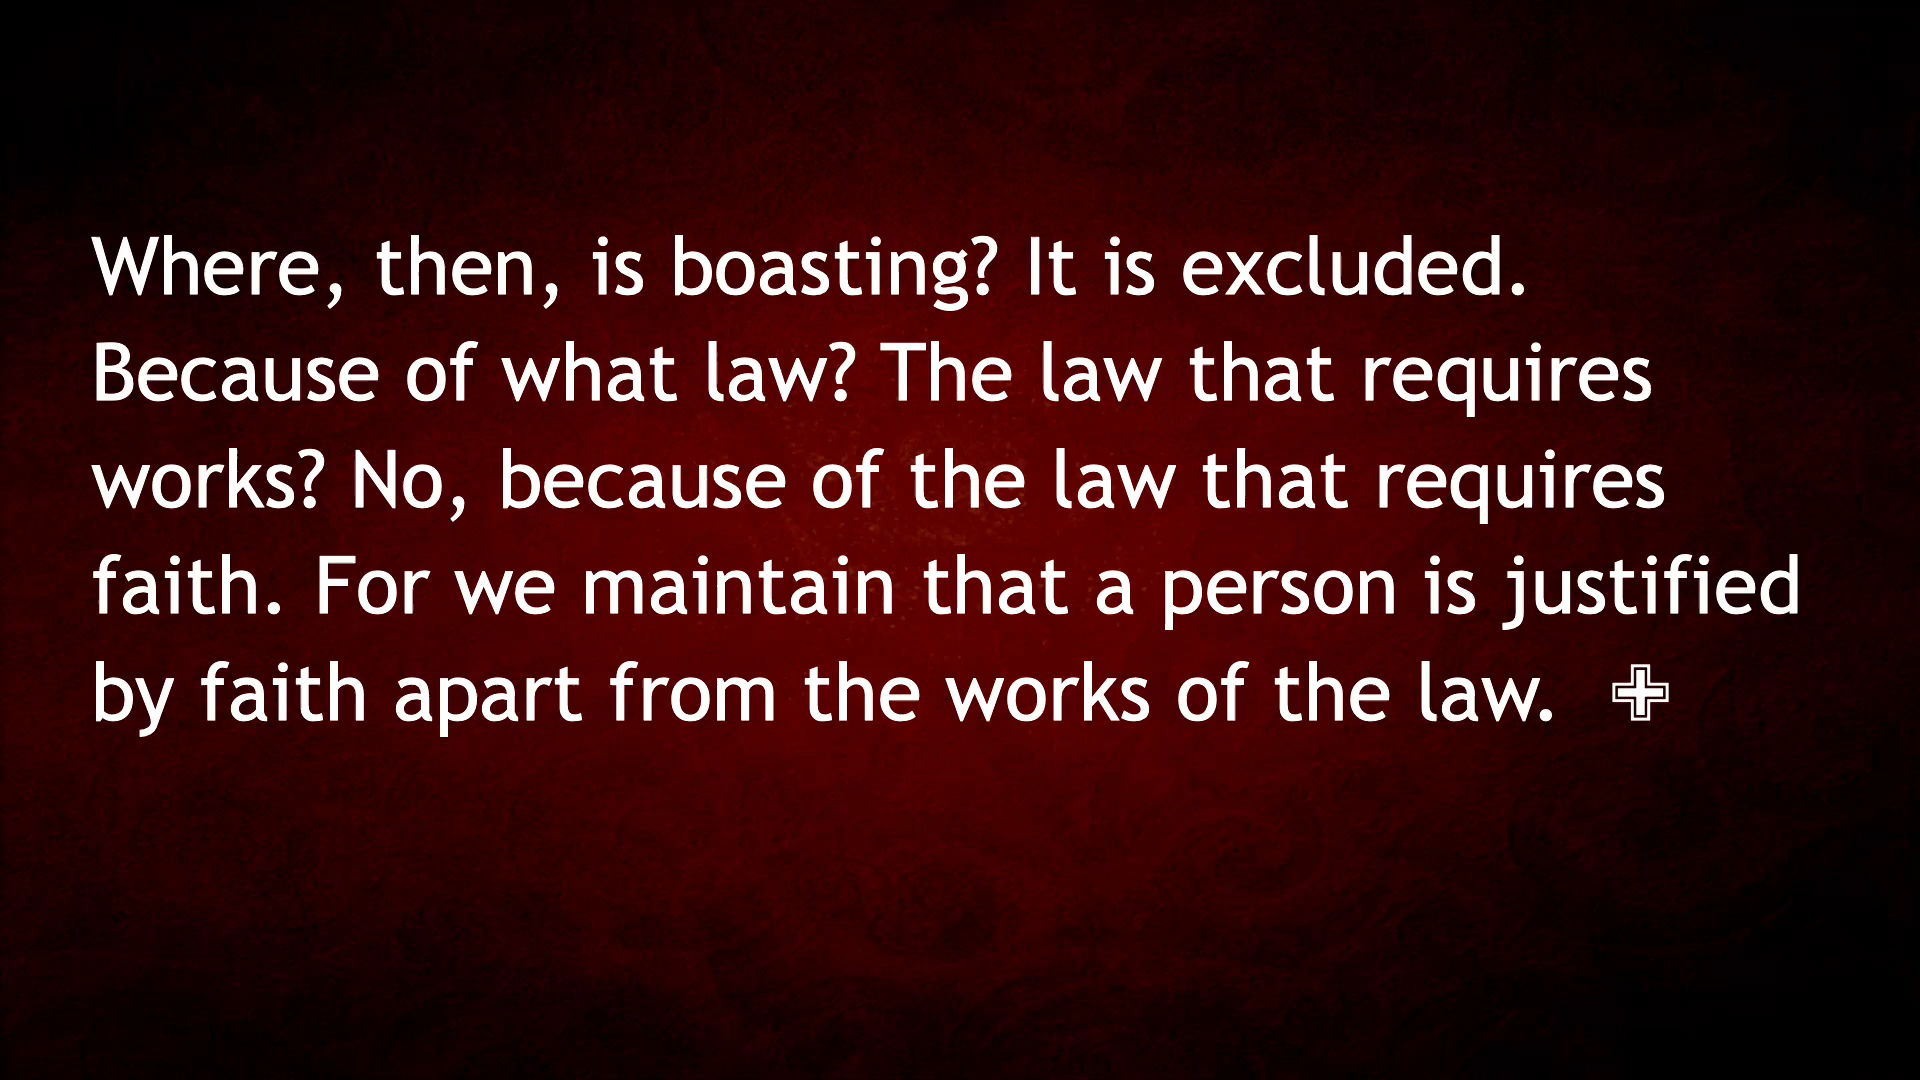 Where, then, is boasting? It is excluded.
Because of what law? The law that requires
works? No, because of the law that requires
faith. For we maintain that a person is justified
by faith apart from the works of the law. ✙